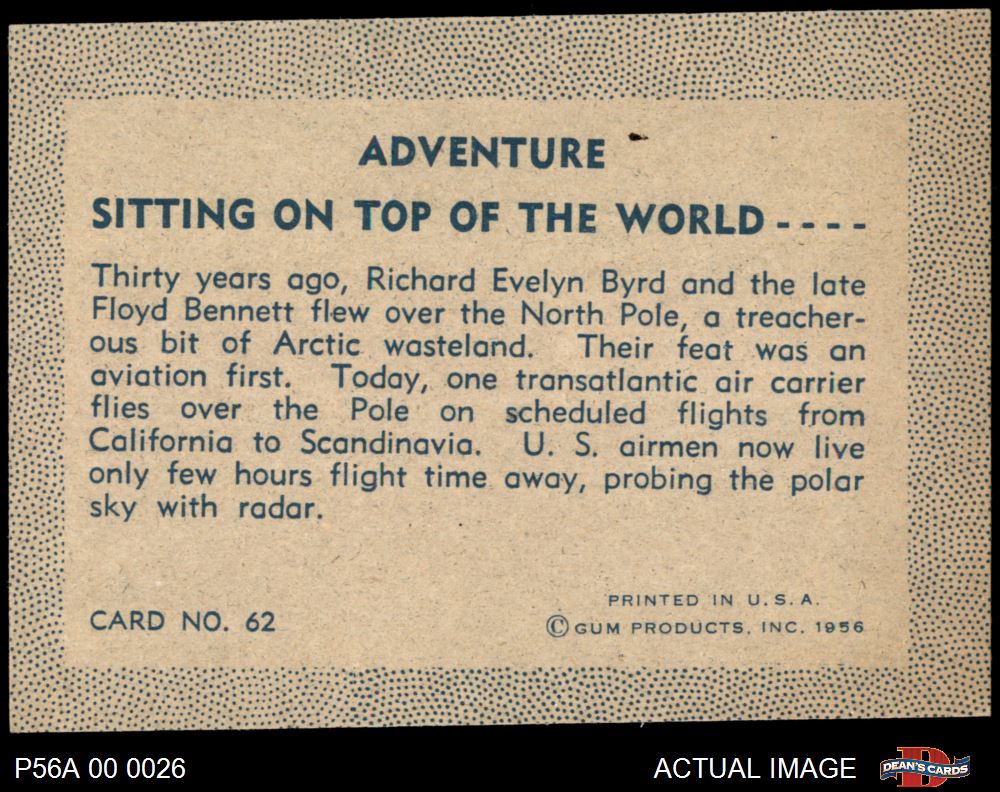 ADVENTURE
SITTING ON TOP OF THE WORLD - - - -
Thirty years ago, Richard Evelyn Byrd and the late
Floyd Bennett flew over the North Pole, a treacher-
ous bit of Arctic wasteland. Their feat was an
aviation first. Today, one transatlantic air carrier
flies over the Pole on scheduled flights from
California to Scandinavia. U. S. airmen now live
only few hours flight time away, probing the polar
sky with radar.
PRINTED IN U. S. A.
CARD NO. 62
© GUM PRODUCTS, INC. 1956
P56A 00 0026
ACTUAL IMAGE
D
DEAN'S CARDS